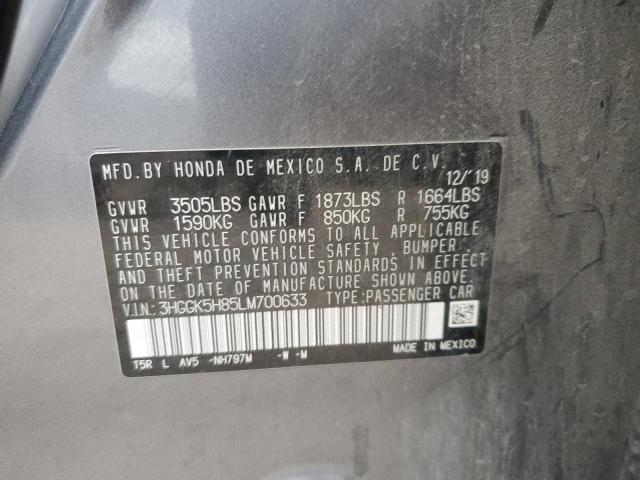 MFD.BY HONDA DE MEXICO S.A. DE C.V.
12/'19
GVWR 3505LBS GAWR F 1873LBS R 1664LBS
GVWR 1590KG GAWR F 850KG R 755KG
THIS VEHICLE CONFORMS TO ALL APPLICABLE
FEDERAL MOTOR VEHICLE SAFETY, BUMPER,
AND THEFT PREVENTION STANDARDS IN EFFECT
ON THE DATE OF MANUFACTURE SHOWN ABOVE.
V.I.N.: 3HGGK5H85LM700633 TYPE:PASSENGER CAR
T5R L AV5 -NH797M -W -M MADE IN MEXICO